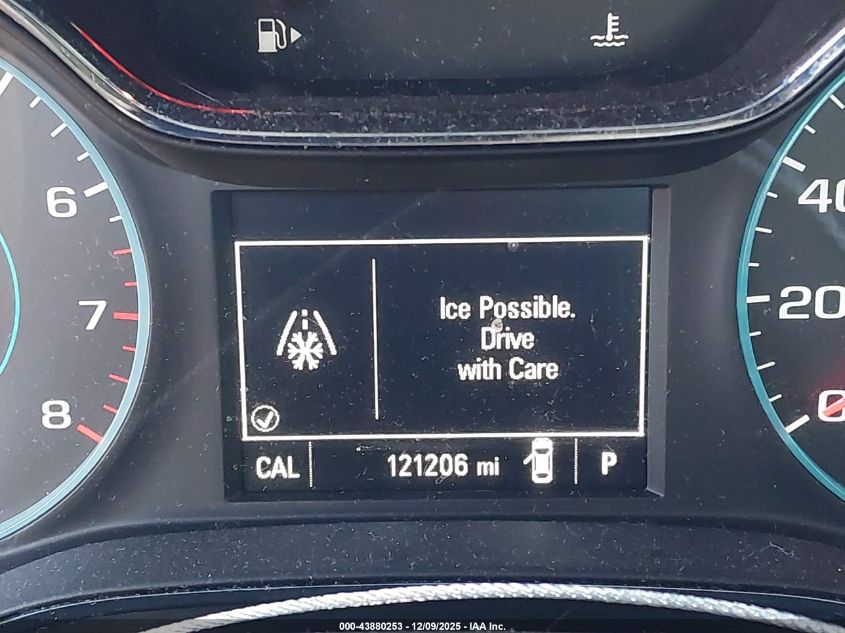 6
7
8
40
20
0
Ice Possible.
Drive
with Care
CAL 121206 mi P
000-43880253 - 12/09/2025 - IAA Inc.